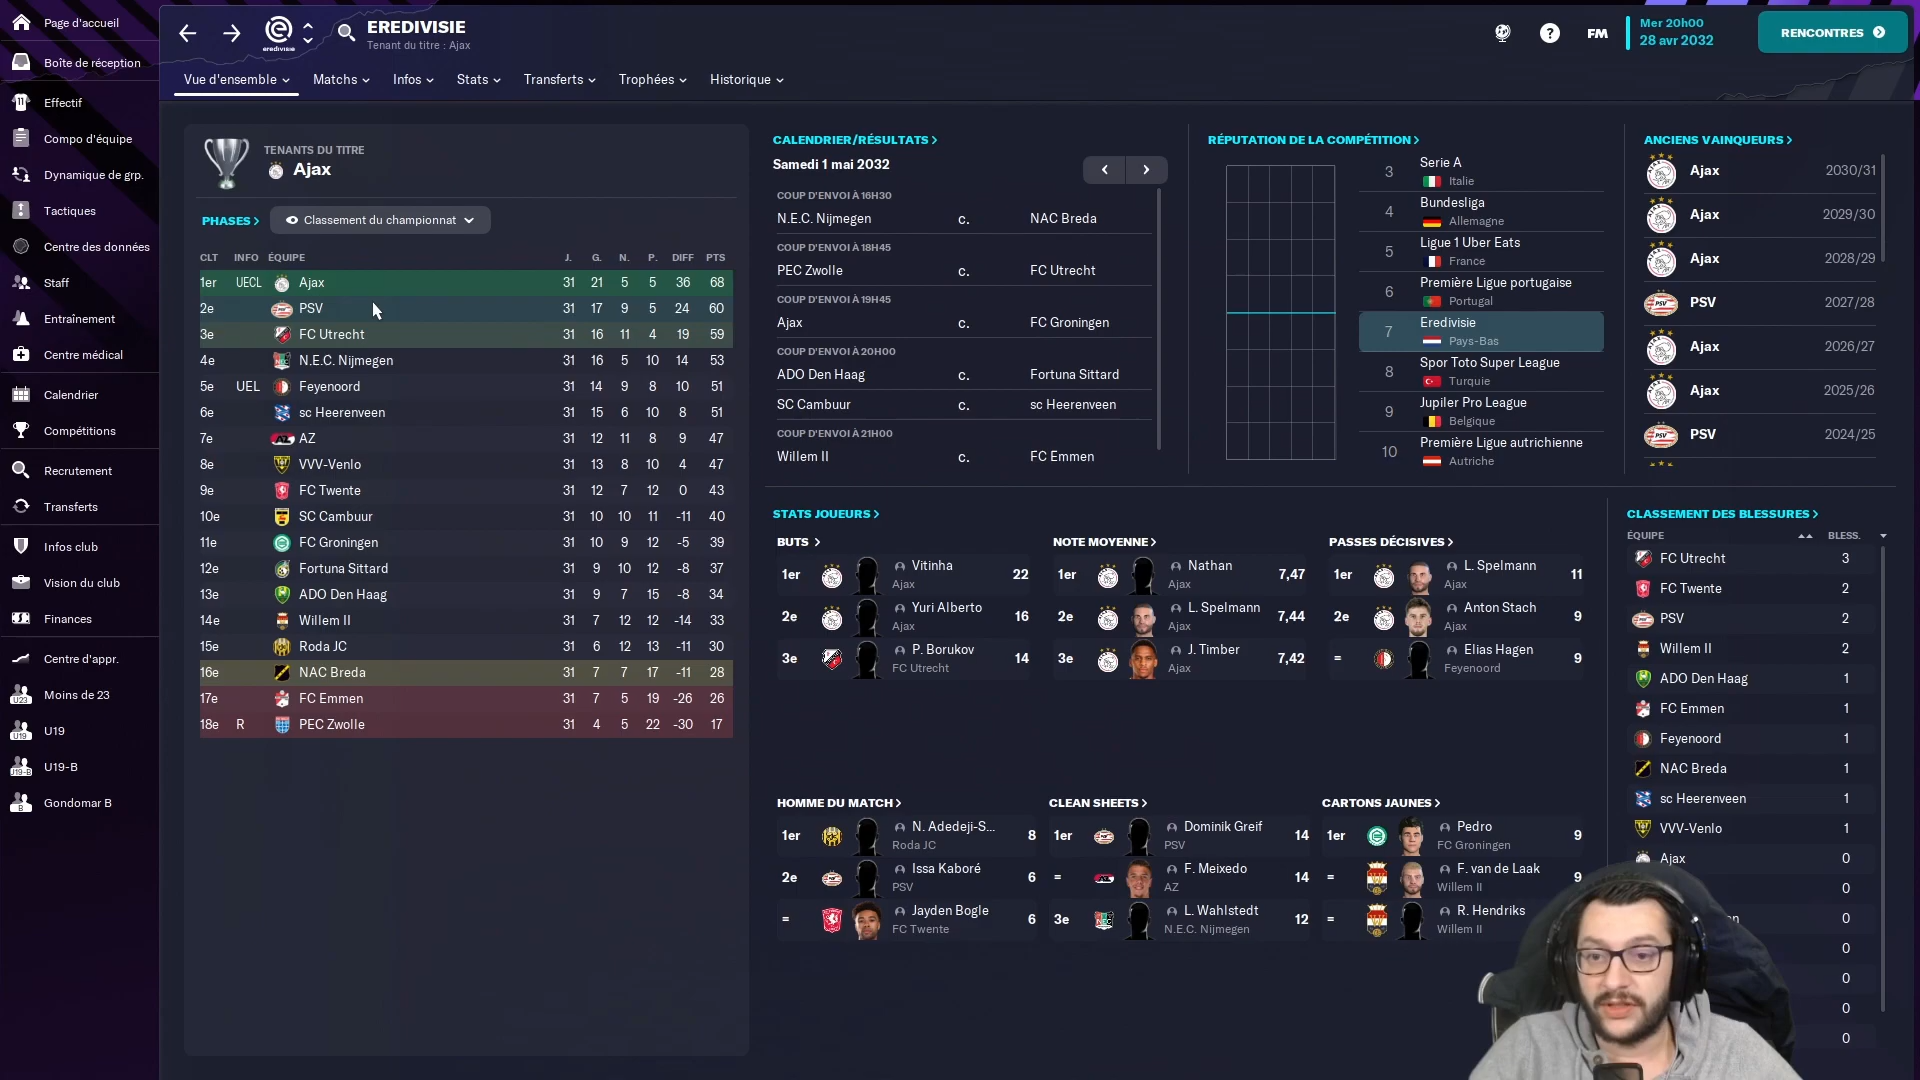 Page d'accueil
Boîte de réception
Effectif
Compo d'équipe
Dynamique de grp.
Tactiques
Centre des données
Staff
Entraînement
Centre médical
Calendrier
Compétitions
Recrutement
Transferts
Infos club
Vision du club
Finances
Centre d'appr.
Moins de 23
U19
U19-B
Gondomar B
EREDIVISIE
Tenant du titre : Ajax
FM
Mer 20h00
28 avr 2032
RENCONTRES
Vue d'ensemble Matchs Infos Stats Transferts Trophées Historique
TENANTS DU TITRE
Ajax
PHASES Classement du championnat
CLT INFO ÉQUIPE J. G. N. P. DIFF PTS
1er UECL Ajax 31 21 5 5 36 68
2e PSV 31 17 9 5 24 60
3e FC Utrecht 31 16 11 4 19 59
4e N.E.C. Nijmegen 31 16 5 10 14 53
5e UEL Feyenoord 31 14 9 8 10 51
6e sc Heerenveen 31 15 6 10 8 51
7e AZ 31 12 11 8 9 47
8e VVV-Venlo 31 13 8 10 4 47
9e FC Twente 31 12 7 12 0 43
10e SC Cambuur 31 10 10 11 -11 40
11e FC Groningen 31 10 9 12 -5 39
12e Fortuna Sittard 31 9 10 12 -8 37
13e ADO Den Haag 31 9 7 15 -8 34
14e Willem II 31 7 12 12 -14 33
15e Roda JC 31 6 12 13 -11 30
16e NAC Breda 31 7 7 17 -11 28
17e FC Emmen 31 7 5 19 -26 26
18e R PEC Zwolle 31 4 5 22 -30 17
CALENDRIER/RÉSULTATS
Samedi 1 mai 2032
COUP D'ENVOI À 16H30
N.E.C. Nijmegen c. NAC Breda
COUP D'ENVOI À 18H45
PEC Zwolle c. FC Utrecht
COUP D'ENVOI À 19H45
Ajax c. FC Groningen
COUP D'ENVOI À 20H00
ADO Den Haag c. Fortuna Sittard
SC Cambuur c. sc Heerenveen
COUP D'ENVOI À 21H00
Willem II c. FC Emmen
RÉPUTATION DE LA COMPÉTITION
3 Serie A
Italie
4 Bundesliga
Allemagne
5 Ligue 1 Uber Eats
France
6 Première Ligue portugaise
Portugal
7 Eredivisie
Pays-Bas
8 Spor Toto Super League
Turquie
9 Jupiler Pro League
Belgique
10 Première Ligue autrichienne
Autriche
ANCIENS VAINQUEURS
Ajax 2030/31
Ajax 2029/30
Ajax 2028/29
PSV 2027/28
Ajax 2026/27
Ajax 2025/26
PSV 2024/25
STATS JOUEURS
BUTS
1er Vitinha 22
Ajax
2e Yuri Alberto 16
Ajax
3e P. Borukov 14
FC Utrecht
NOTE MOYENNE
1er Nathan 7,47
Ajax
2e L. Spelmann 7,44
Ajax
3e J. Timber 7,42
Ajax
PASSES DÉCISIVES
1er L. Spelmann 11
Ajax
2e Anton Stach 9
Ajax
= Elias Hagen 9
Feyenoord
HOMME DU MATCH
1er N. Adedeji-S... 8
Roda JC
2e Issa Kaboré 6
PSV
= Jayden Bogle 6
FC Twente
CLEAN SHEETS
1er Dominik Greif 14
PSV
= F. Meixedo 14
AZ
3e L. Wahlstedt 12
N.E.C. Nijmegen
CARTONS JAUNES
1er Pedro 9
FC Groningen
= F. van de Laak 9
Willem II
= R. Hendriks
Willem II
CLASSEMENT DES BLESSURES
ÉQUIPE BLESS.
FC Utrecht 3
FC Twente 2
PSV 2
Willem II 2
ADO Den Haag 1
FC Emmen 1
Feyenoord 1
NAC Breda 1
sc Heerenveen 1
VVV-Venlo 1
Ajax 0
0
0
0
0
0
0